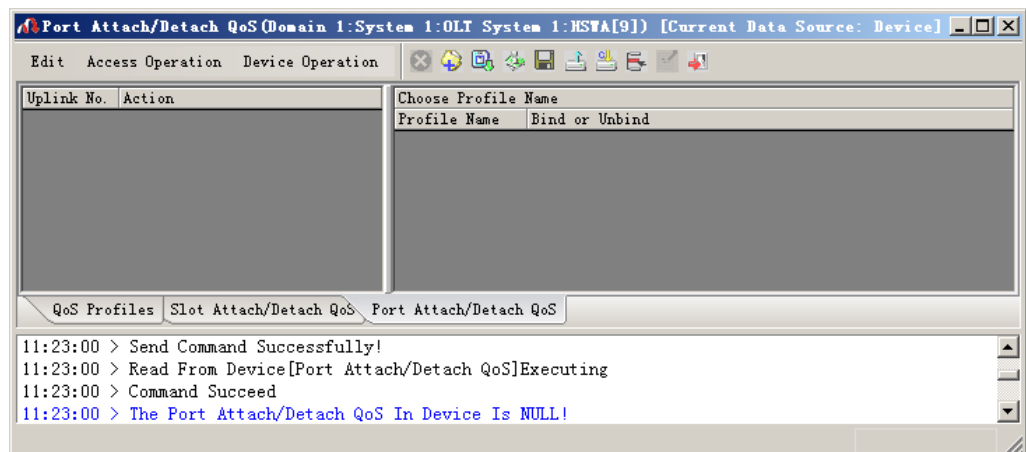 Port Attach/Detach QoS(Domain 1:System 1:OLT System 1:HSWA[9]) [Current Data Source: Device]
Edit Access Operation Device Operation
Uplink No. Action
Choose Profile Name
Profile Name Bind or Unbind
QoS Profiles Slot Attach/Detach QoS Port Attach/Detach QoS
11:23:00 > Send Command Successfully!
11:23:00 > Read From Device[Port Attach/Detach QoS]Executing
11:23:00 > Command Succeed
11:23:00 > The Port Attach/Detach QoS In Device Is NULL!